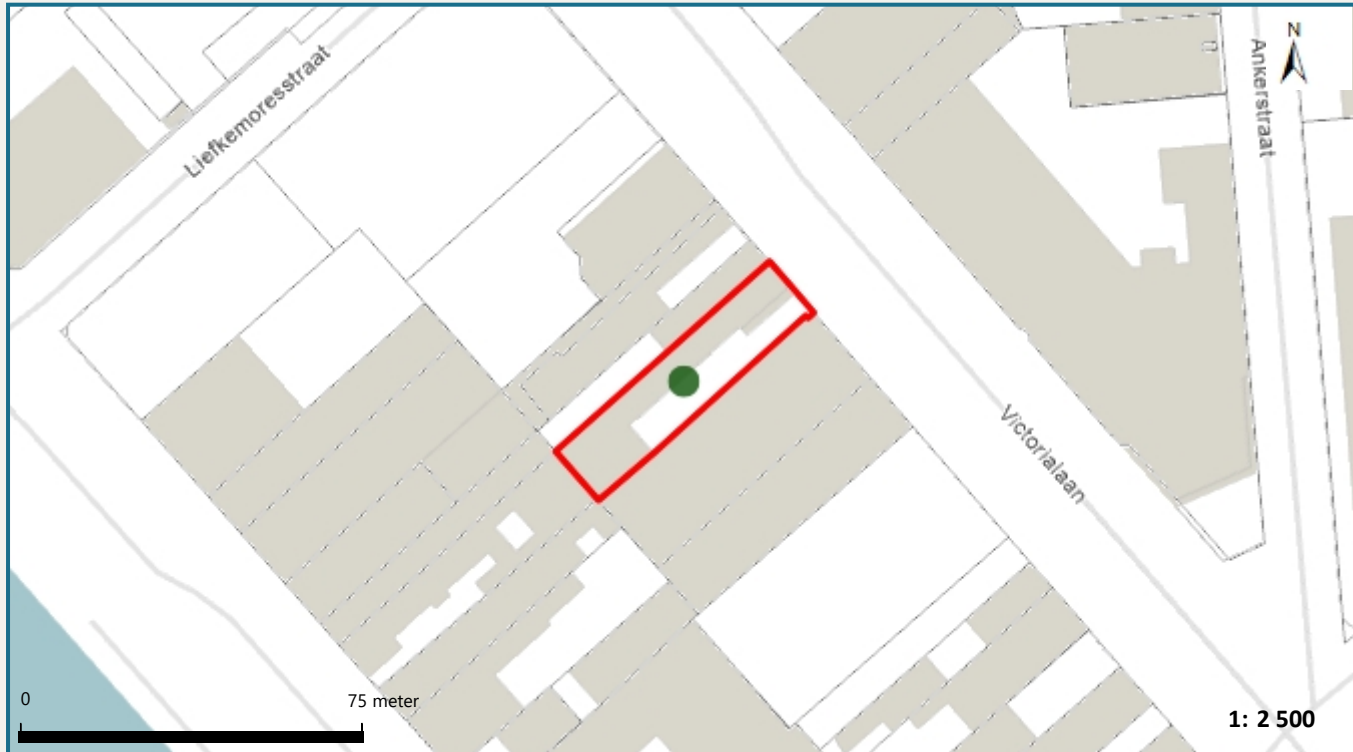 N
Ankerstraat
Liefkemoresstraat
Victorialaan
0
75 meter
1: 2 500